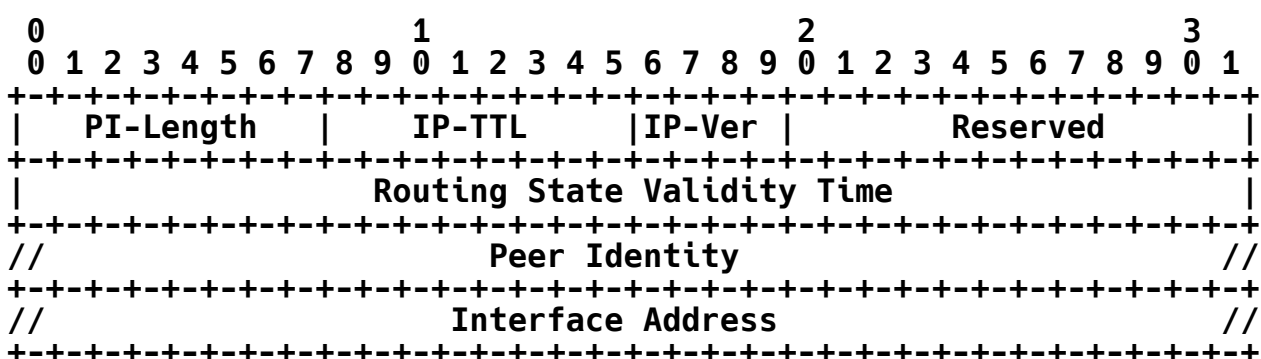 0                   1                   2                   3
 0 1 2 3 4 5 6 7 8 9 0 1 2 3 4 5 6 7 8 9 0 1 2 3 4 5 6 7 8 9 0 1
+-+-+-+-+-+-+-+-+-+-+-+-+-+-+-+-+-+-+-+-+-+-+-+-+-+-+-+-+-+-+-+-+
|   PI-Length   |    IP-TTL     |IP-Ver |        Reserved       |
+-+-+-+-+-+-+-+-+-+-+-+-+-+-+-+-+-+-+-+-+-+-+-+-+-+-+-+-+-+-+-+-+
|                  Routing State Validity Time                  |
+-+-+-+-+-+-+-+-+-+-+-+-+-+-+-+-+-+-+-+-+-+-+-+-+-+-+-+-+-+-+-+-+
//                       Peer Identity                         //
+-+-+-+-+-+-+-+-+-+-+-+-+-+-+-+-+-+-+-+-+-+-+-+-+-+-+-+-+-+-+-+-+
//                     Interface Address                       //
+-+-+-+-+-+-+-+-+-+-+-+-+-+-+-+-+-+-+-+-+-+-+-+-+-+-+-+-+-+-+-+-+